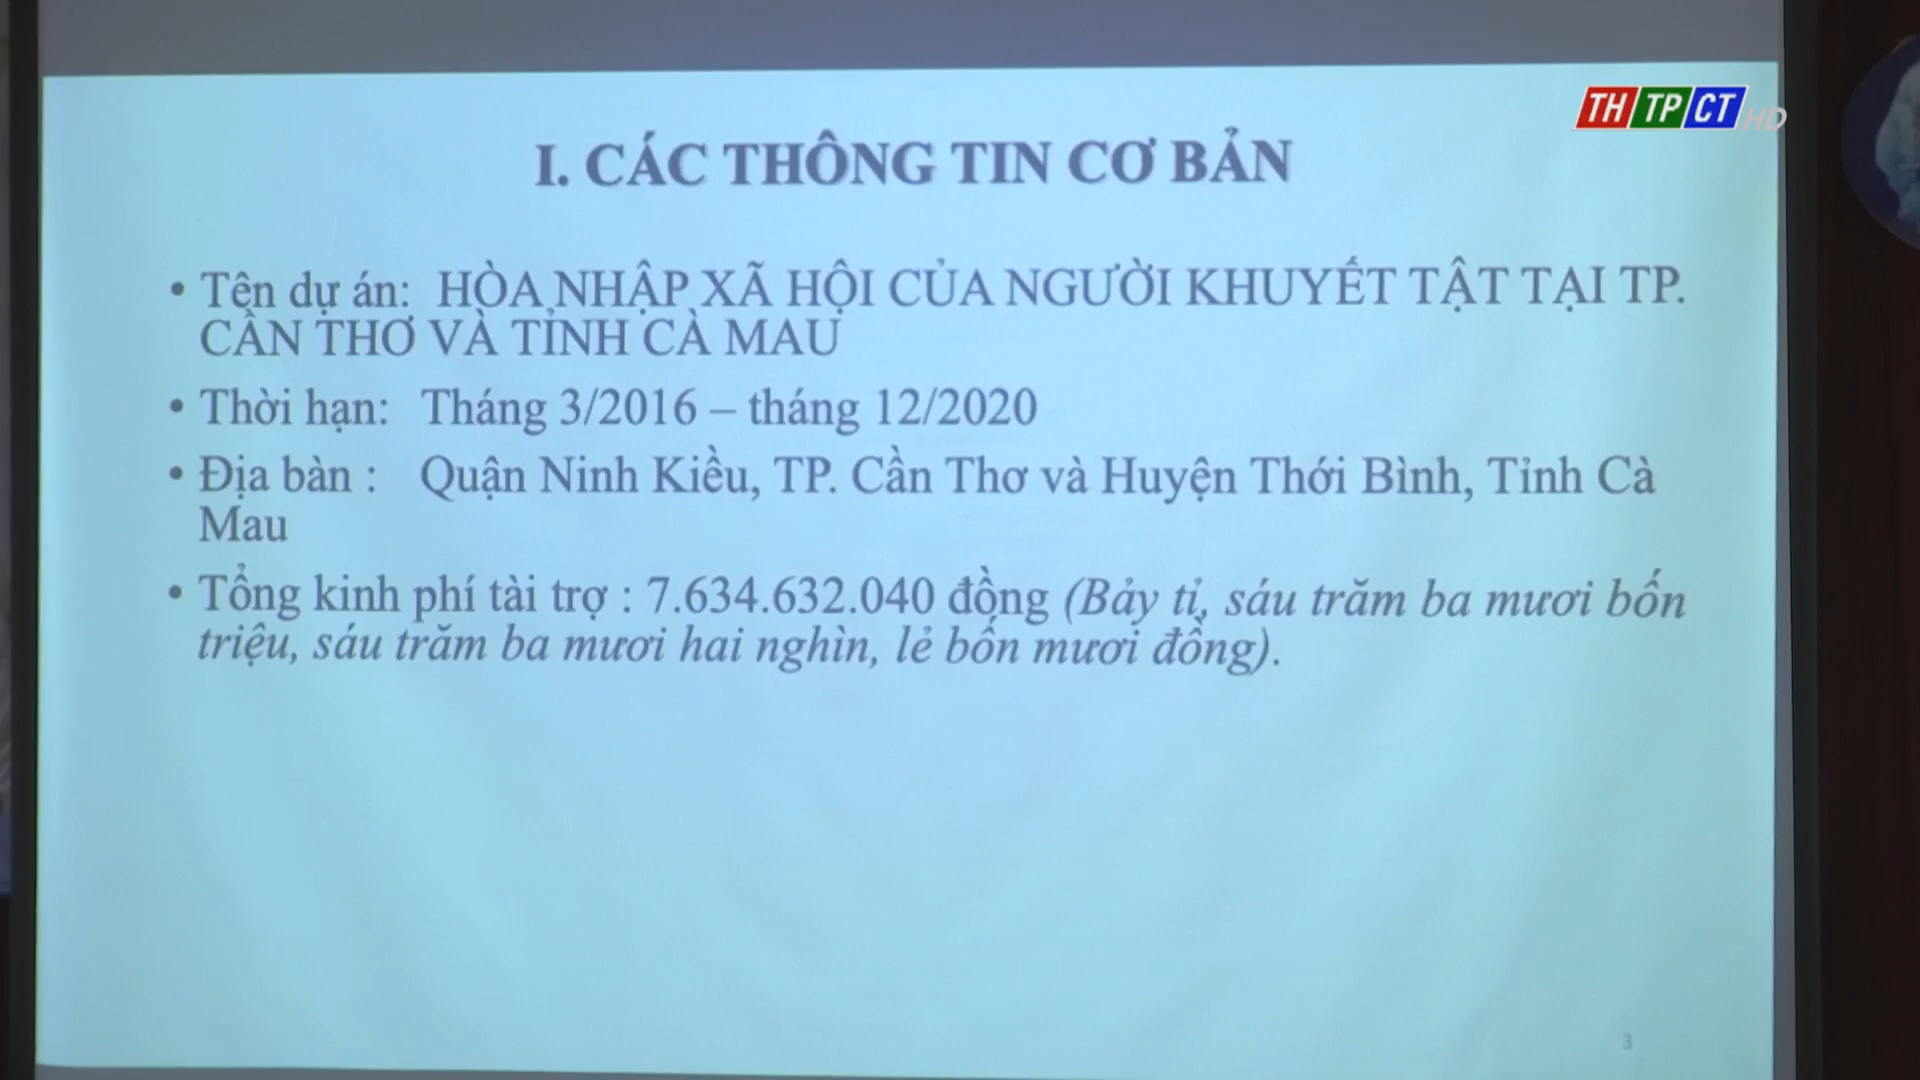 THTPCT HD
I. CÁC THÔNG TIN CƠ BẢN
• Tên dự án: HÒA NHẬP XÃ HỘI CỦA NGƯỜI KHUYẾT TẬT TẠI TP.
CẦN THƠ VÀ TỈNH CÀ MAU
• Thời hạn: Tháng 3/2016 – tháng 12/2020
• Địa bàn : Quận Ninh Kiều, TP. Cần Thơ và Huyện Thới Bình, Tỉnh Cà
Mau
• Tổng kinh phí tài trợ : 7.634.632.040 đồng (Bảy tỉ, sáu trăm ba mươi bốn
triệu, sáu trăm ba mươi hai nghìn, lẻ bốn mươi đồng).
3